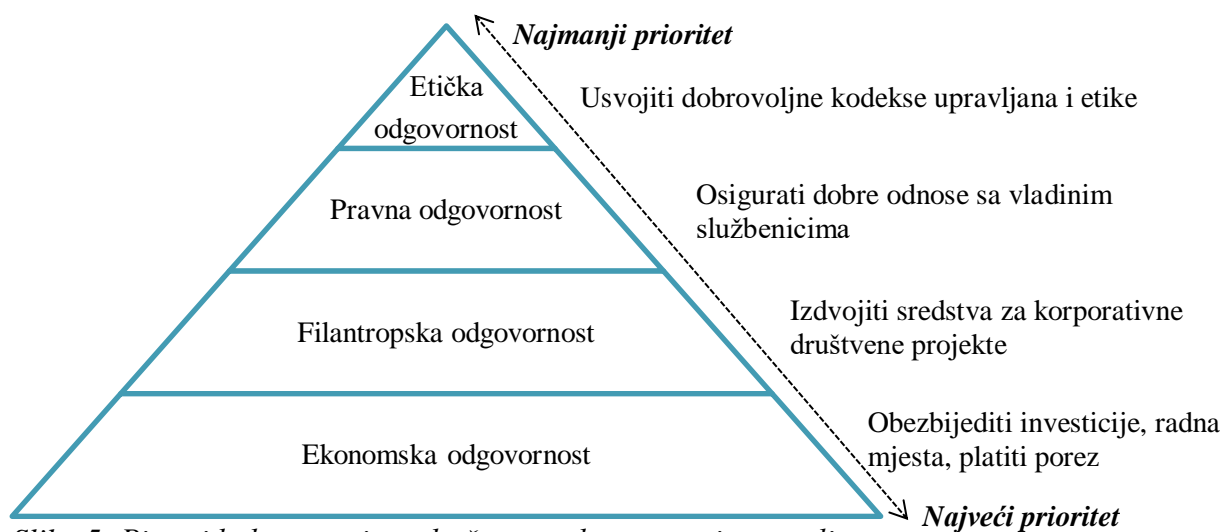 Najmanji prioritet
Etička
odgovornost
Usvojiti dobrovoljne kodekse upravljana i etike
Pravna odgovornost
Osigurati dobre odnose sa vladinim
službenicima
Filantropska odgovornost
Izdvojiti sredstva za korporativne
društvene projekte
Ekonomska odgovornost
Obezbijediti investicije, radna
mjesta, platiti porez
Najveći prioritet